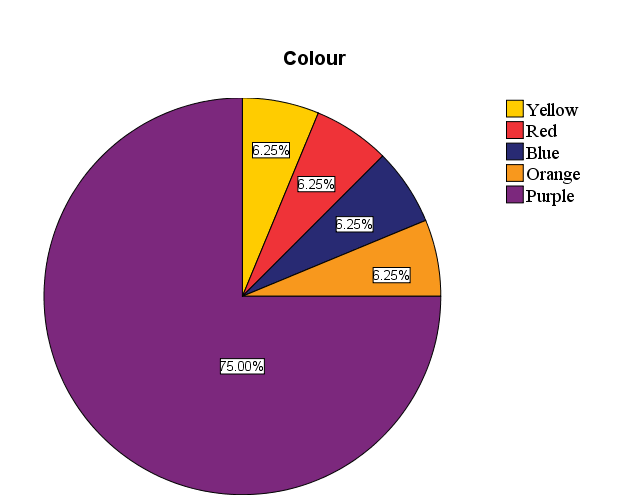 Colour
Yellow
Red
Blue
Orange
Purple
6.25%
6.25%
6.25%
6.25%
75.00%